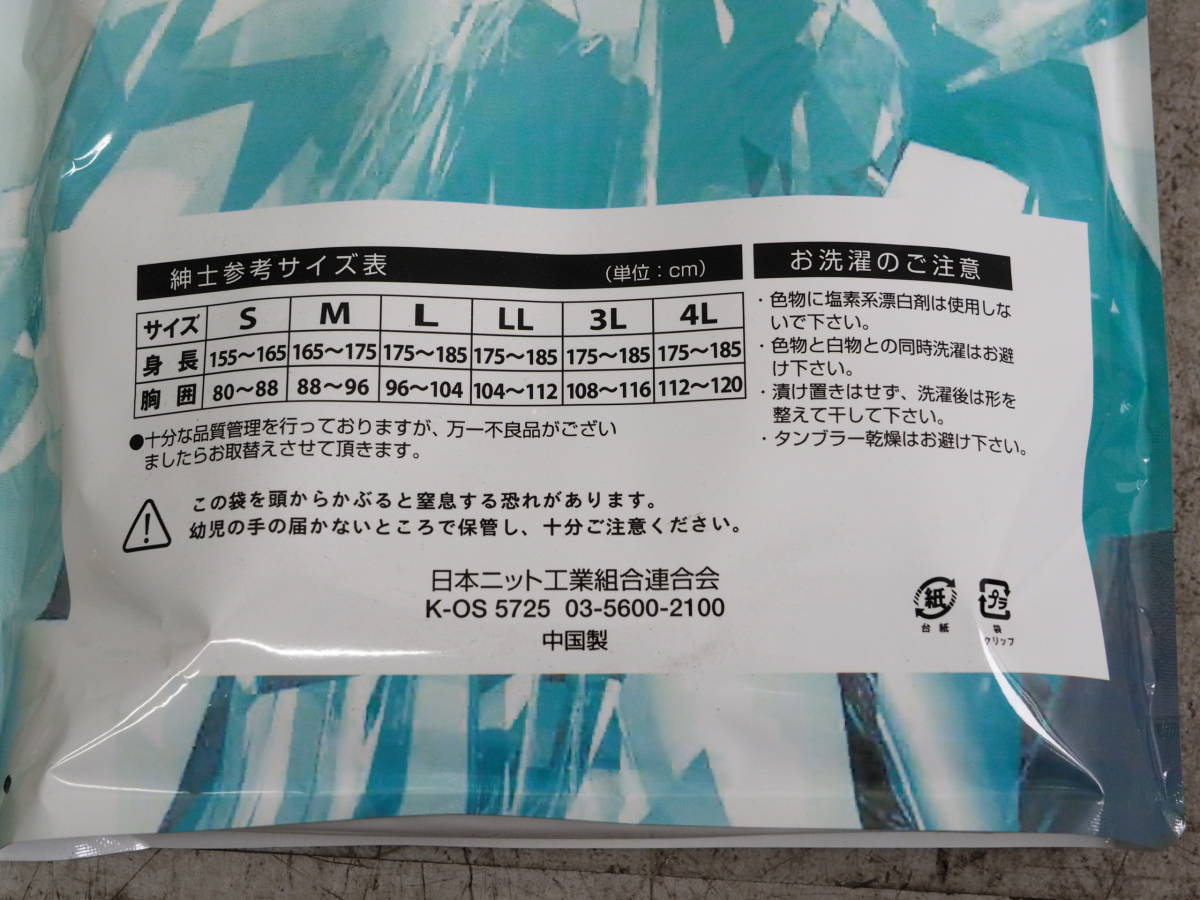 紳士参考サイズ表 (単位:cm)
サイズ S M L LL 3L 4L
身長 155〜165 165〜175 175〜185 175〜185 175〜185 175〜185
胸囲 80〜88 88〜96 96〜104 104〜112 108〜116 112〜120
●十分な品質管理を行っておりますが、万一不良品がござい
ましたらお取替えさせて頂きます。
お洗濯のご注意
・色物に塩素系漂白剤は使用しな
いで下さい。
・色物と白物との同時洗濯はお避
け下さい。
・漬け置きはせず、洗濯後は形を
整えて干して下さい。
・タンブラー乾燥はお避け下さい。
この袋を頭からかぶると窒息する恐れがあります。
幼児の手の届かないところで保管し、十分ご注意ください。
日本ニット工業組合連合会
K-OS 5725 03-5600-2100
中国製
紙
台紙
プラ
袋
クリップ